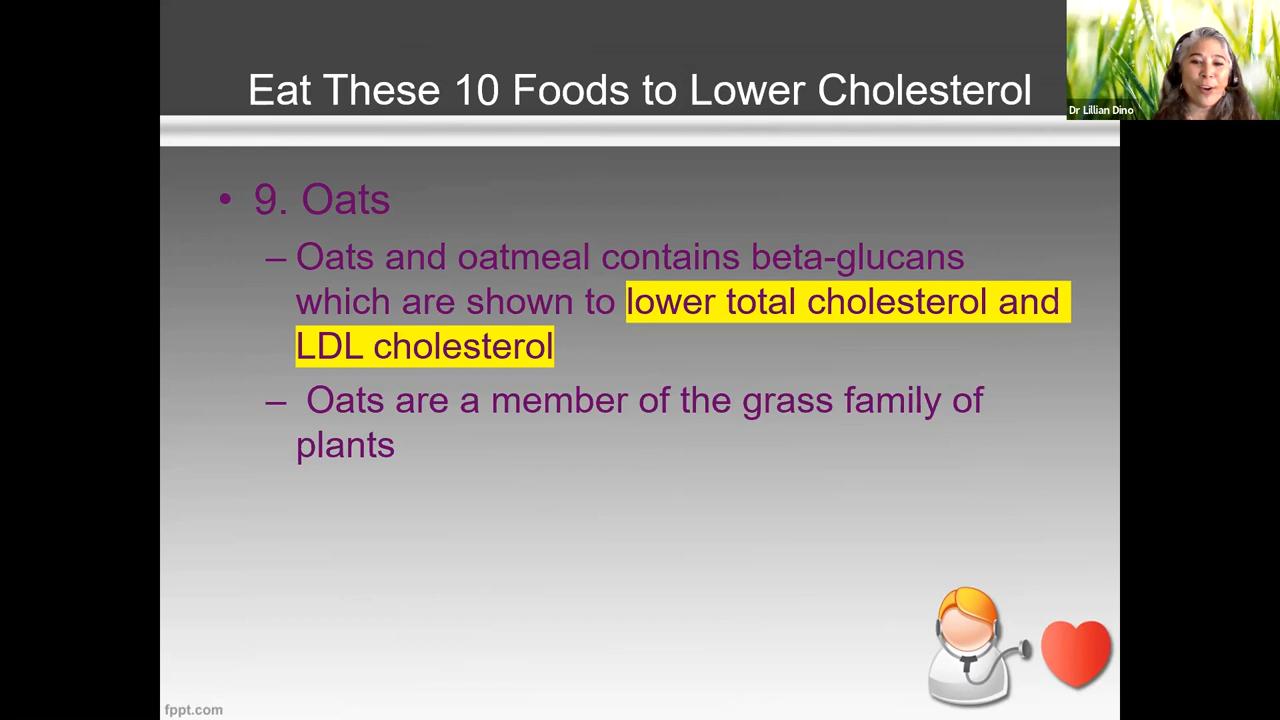 Eat These 10 Foods to Lower Cholesterol
Dr Lillian Dino
• 9. Oats
– Oats and oatmeal contains beta-glucans
which are shown to lower total cholesterol and
LDL cholesterol
– Oats are a member of the grass family of
plants
fppt.com